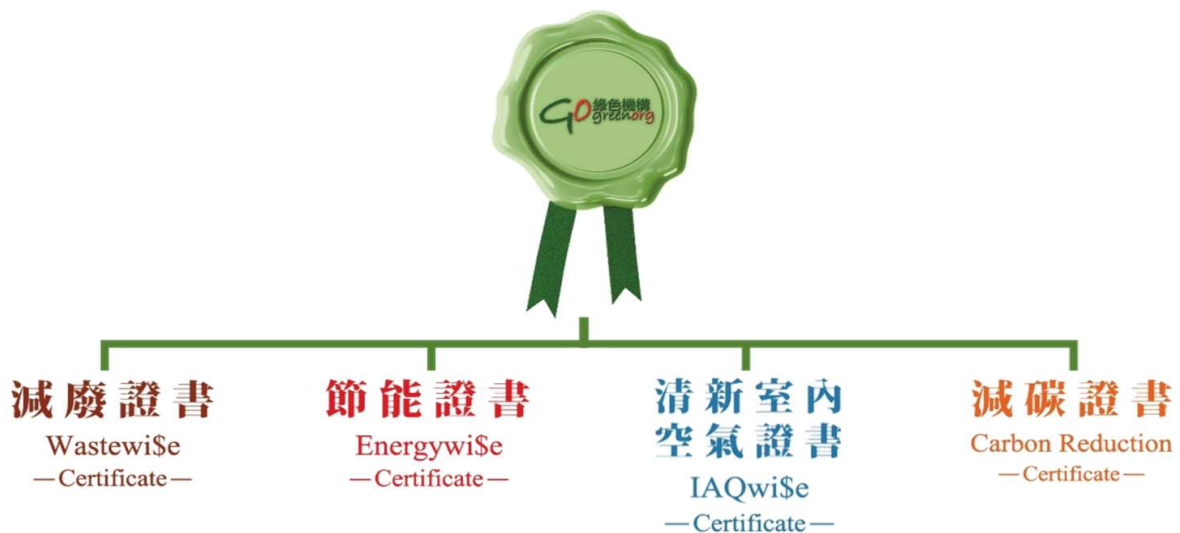 GO 綠色機構
greenorg
減廢證書
Wastewi$e
—Certificate—
節能證書
Energywi$e
—Certificate—
清新室內
空氣證書
IAQwi$e
—Certificate—
減碳證書
Carbon Reduction
—Certificate—